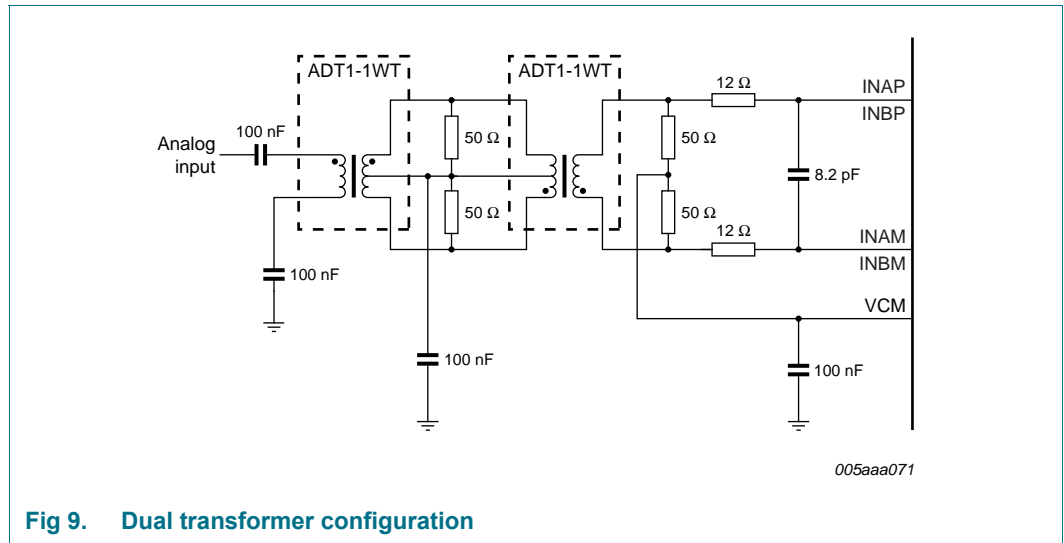 ADT1-1WT
ADT1-1WT
12 Ω
INAP
INBP
Analog
input
100 nF
50 Ω
50 Ω
8.2 pF
50 Ω
50 Ω
12 Ω
INAM
INBM
100 nF
VCM
100 nF
100 nF
005aaa071
Fig 9. Dual transformer configuration